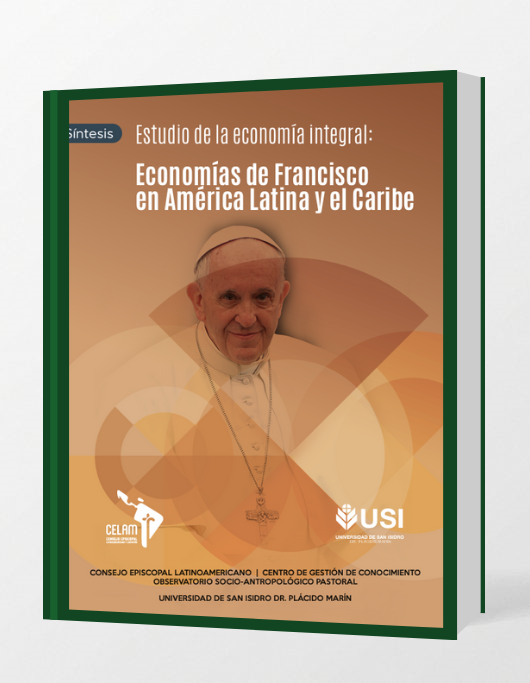 Síntesis
Estudio de la economía integral:
Economías de Francisco
en América Latina y el Caribe
CELAM
USI
UNIVERSIDAD DE SAN ISIDRO
CONSEJO EPISCOPAL LATINOAMERICANO | CENTRO DE GESTIÓN DE CONOCIMIENTO
OBSERVATORIO SOCIO-ANTROPOLÓGICO PASTORAL
UNIVERSIDAD DE SAN ISIDRO DR. PLÁCIDO MARÍN